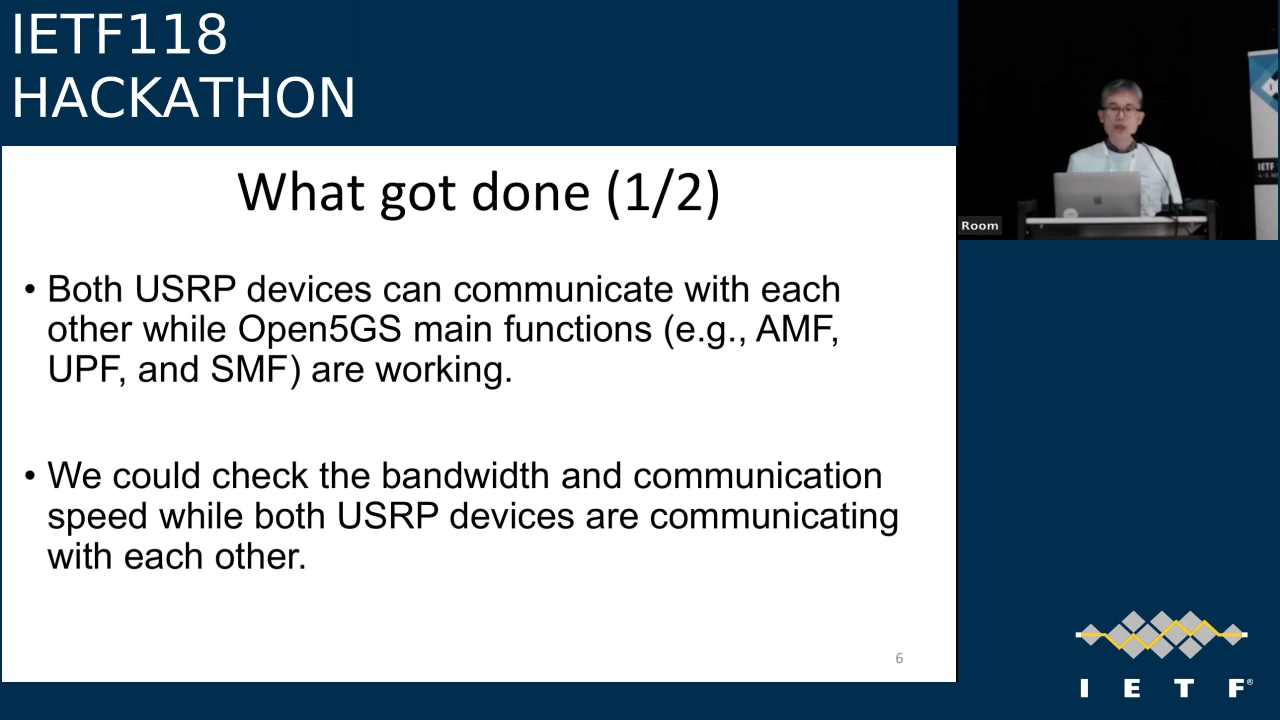 IETF118
HACKATHON
What got done (1/2)
• Both USRP devices can communicate with each
other while Open5GS main functions (e.g., AMF,
UPF, and SMF) are working.
• We could check the bandwidth and communication
speed while both USRP devices are communicating
with each other.
6
Room
IETF
I E T F®